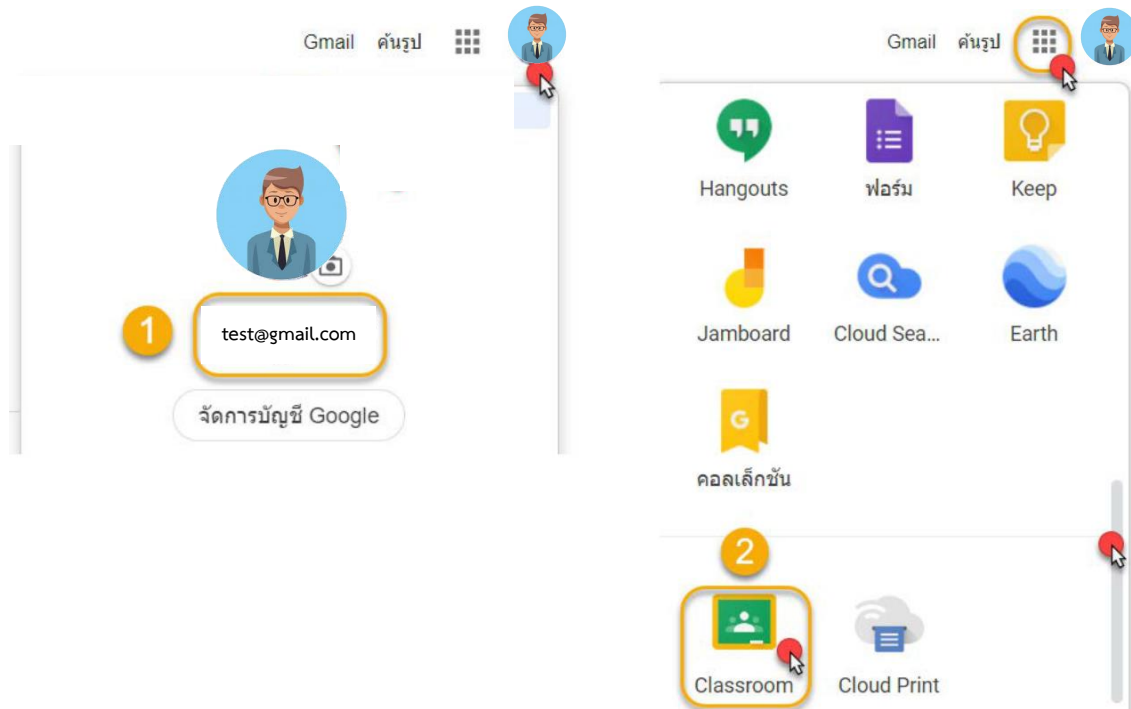 Gmail ค้นรูป
1
test@gmail.com
จัดการบัญชี Google
Gmail ค้นรูป
Hangouts ฟอร์ม Keep
Jamboard Cloud Sea... Earth
G
คอลเล็กชัน
2
Classroom Cloud Print